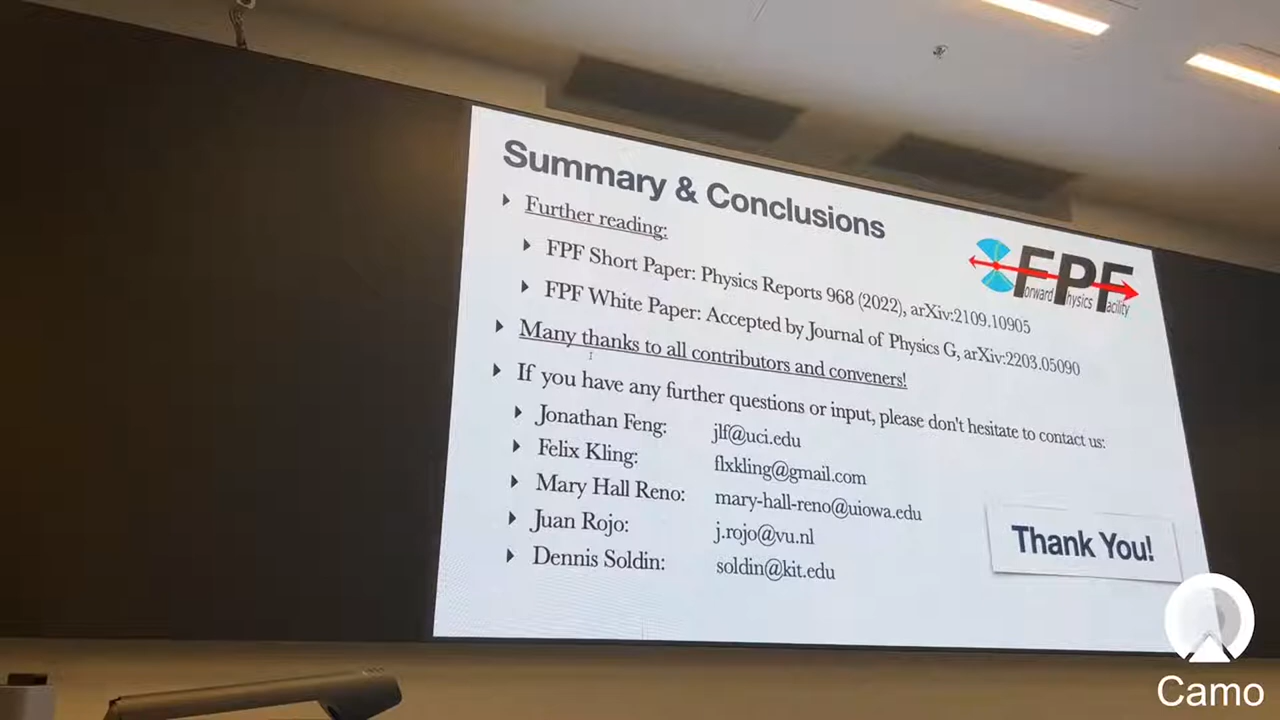 Summary & Conclusions
Further reading:
FPF Short Paper: Physics Reports 968 (2022), arXiv:2109.10905
FPF White Paper: Accepted by Journal of Physics G, arXiv:2203.05090
Many thanks to all contributors and conveners!
If you have any further questions or input, please don't hesitate to contact us:
Jonathan Feng: jlf@uci.edu
Felix Kling: flxkling@gmail.com
Mary Hall Reno: mary-hall-reno@uiowa.edu
Juan Rojo: j.rojo@vu.nl
Dennis Soldin: soldin@kit.edu
FPF
Forward Physics Facility
Thank You!
Camo